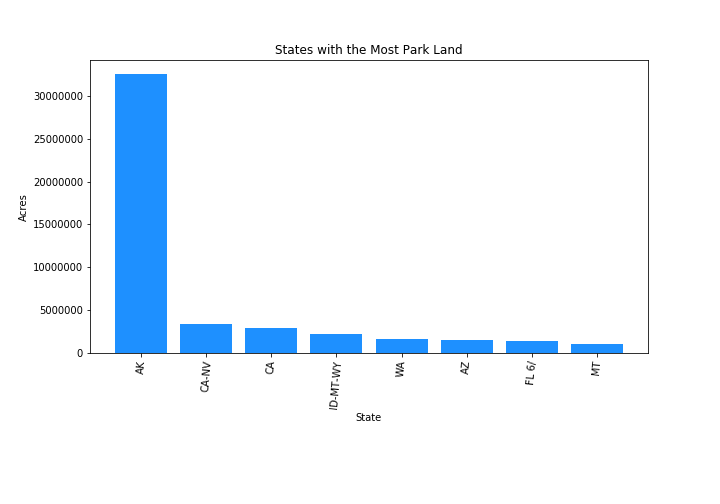 States with the Most Park Land
Acres
30000000
25000000
20000000
15000000
10000000
5000000
0
AK
CA-NV
CA
ID-MT-WY
WA
AZ
FL 6/
MT
State